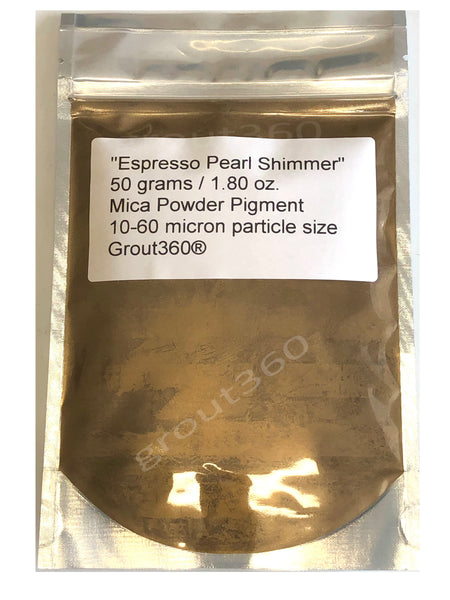 grout360
"Espresso Pearl Shimmer"
50 grams / 1.80 oz.
Mica Powder Pigment
10-60 micron particle size
Grout360®
grout360